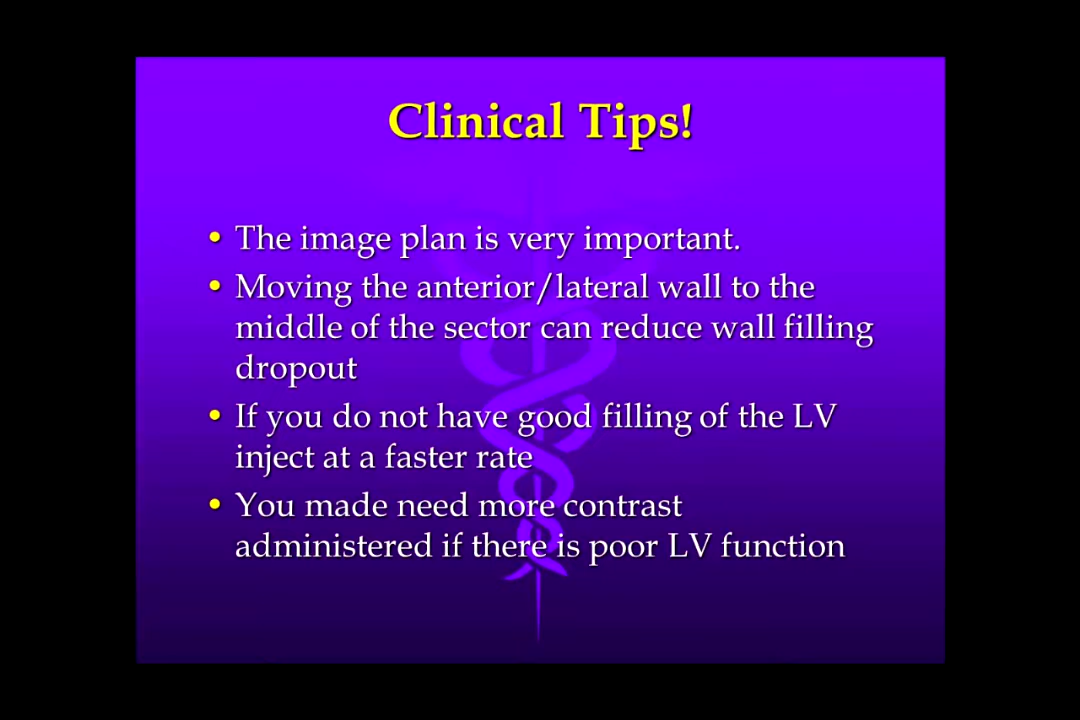 Clinical Tips!
• The image plan is very important.
• Moving the anterior/lateral wall to the
middle of the sector can reduce wall filling
dropout
• If you do not have good filling of the LV
inject at a faster rate
• You made need more contrast
administered if there is poor LV function